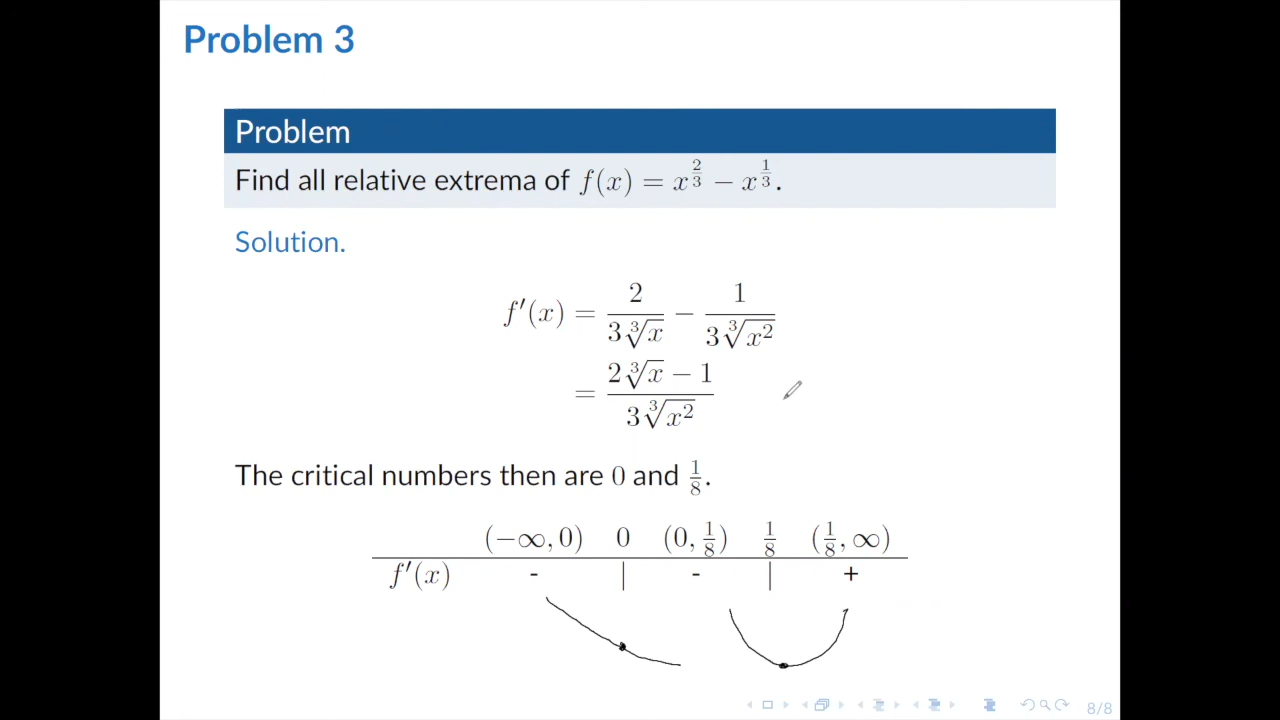 Problem 3
Problem
Find all relative extrema of f(x) = x^{2/3} − x^{1/3}.
Solution.
f′(x) = 2/(3∛x) − 1/(3∛(x²))
= (2∛x − 1)/(3∛(x²))
The critical numbers then are 0 and 1/8.
(−∞, 0) 0 (0, 1/8) 1/8 (1/8, ∞)
f′(x) - | - | +
8/8